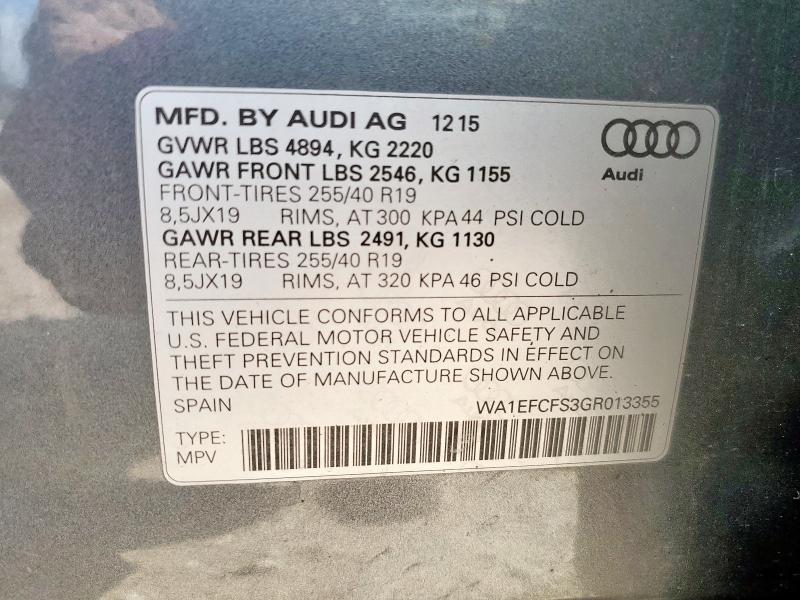 MFD. BY AUDI AG 12 15
GVWR LBS 4894, KG 2220
GAWR FRONT LBS 2546, KG 1155
FRONT-TIRES 255/40 R19
8,5JX19 RIMS, AT 300 KPA 44 PSI COLD
GAWR REAR LBS 2491, KG 1130
REAR-TIRES 255/40 R19
8,5JX19 RIMS, AT 320 KPA 46 PSI COLD
Audi
THIS VEHICLE CONFORMS TO ALL APPLICABLE
U.S. FEDERAL MOTOR VEHICLE SAFETY AND
THEFT PREVENTION STANDARDS IN EFFECT ON
THE DATE OF MANUFACTURE SHOWN ABOVE.
SPAIN WA1EFCFS3GR013355
TYPE:
MPV